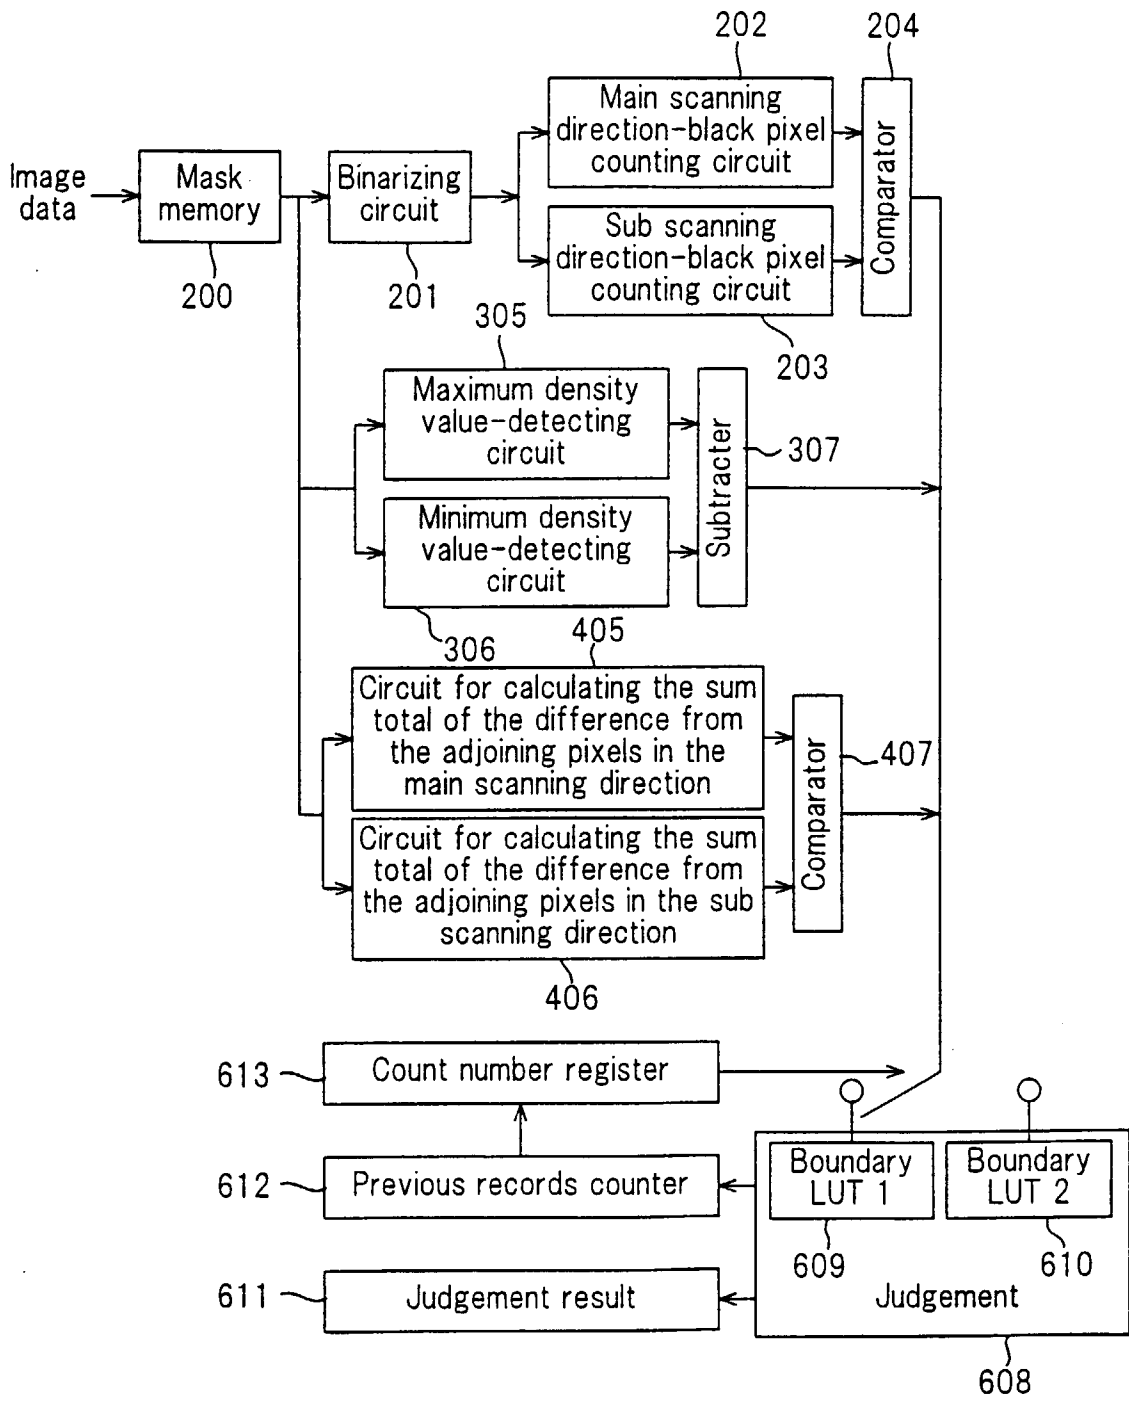 202
204
Main scanning
direction-black pixel
counting circuit
Comparator
Image
data
Mask
memory
Binarizing
circuit
Sub scanning
direction-black pixel
counting circuit
200
201
305
203
Maximum density
value-detecting
circuit
Subtracter
307
Minimum density
value-detecting
circuit
306
405
Circuit for calculating the sum
total of the difference from
the adjoining pixels in the
main scanning direction
Comparator
407
Circuit for calculating the sum
total of the difference from
the adjoining pixels in the sub
scanning direction
406
613
Count number register
612
Previous records counter
Boundary
LUT 1
Boundary
LUT 2
609
610
611
Judgement result
Judgement
608